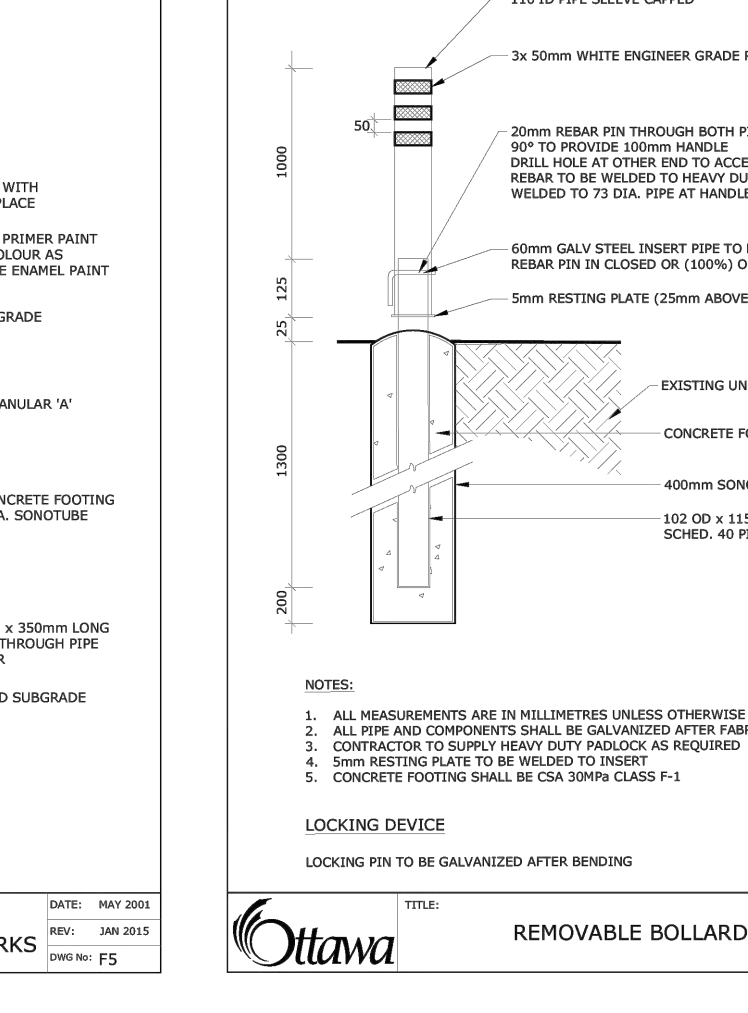 WITH
PLACE
PRIMER PAINT
OLOUR AS
E ENAMEL PAINT
GRADE
ANULAR 'A'
NCRETE FOOTING
A. SONOTUBE
x 350mm LONG
THROUGH PIPE
R
D SUBGRADE
RKS
DATE: MAY 2001
REV: JAN 2015
DWG No: F5
110 ID PIPE SLEEVE CAPPED
3x 50mm WHITE ENGINEER GRADE R
50
1000
20mm REBAR PIN THROUGH BOTH PI
90° TO PROVIDE 100mm HANDLE
DRILL HOLE AT OTHER END TO ACCE
REBAR TO BE WELDED TO HEAVY DU
WELDED TO 73 DIA. PIPE AT HANDLE
60mm GALV STEEL INSERT PIPE TO
REBAR PIN IN CLOSED OR (100%) O
125
5mm RESTING PLATE (25mm ABOVE
25
EXISTING UN
CONCRETE FO
1300
400mm SONO
102 OD x 115
SCHED. 40 PI
200
NOTES:
1. ALL MEASUREMENTS ARE IN MILLIMETRES UNLESS OTHERWISE
2. ALL PIPE AND COMPONENTS SHALL BE GALVANIZED AFTER FABR
3. CONTRACTOR TO SUPPLY HEAVY DUTY PADLOCK AS REQUIRED
4. 5mm RESTING PLATE TO BE WELDED TO INSERT
5. CONCRETE FOOTING SHALL BE CSA 30MPa CLASS F-1
LOCKING DEVICE
LOCKING PIN TO BE GALVANIZED AFTER BENDING
Ottawa
TITLE:
REMOVABLE BOLLARD